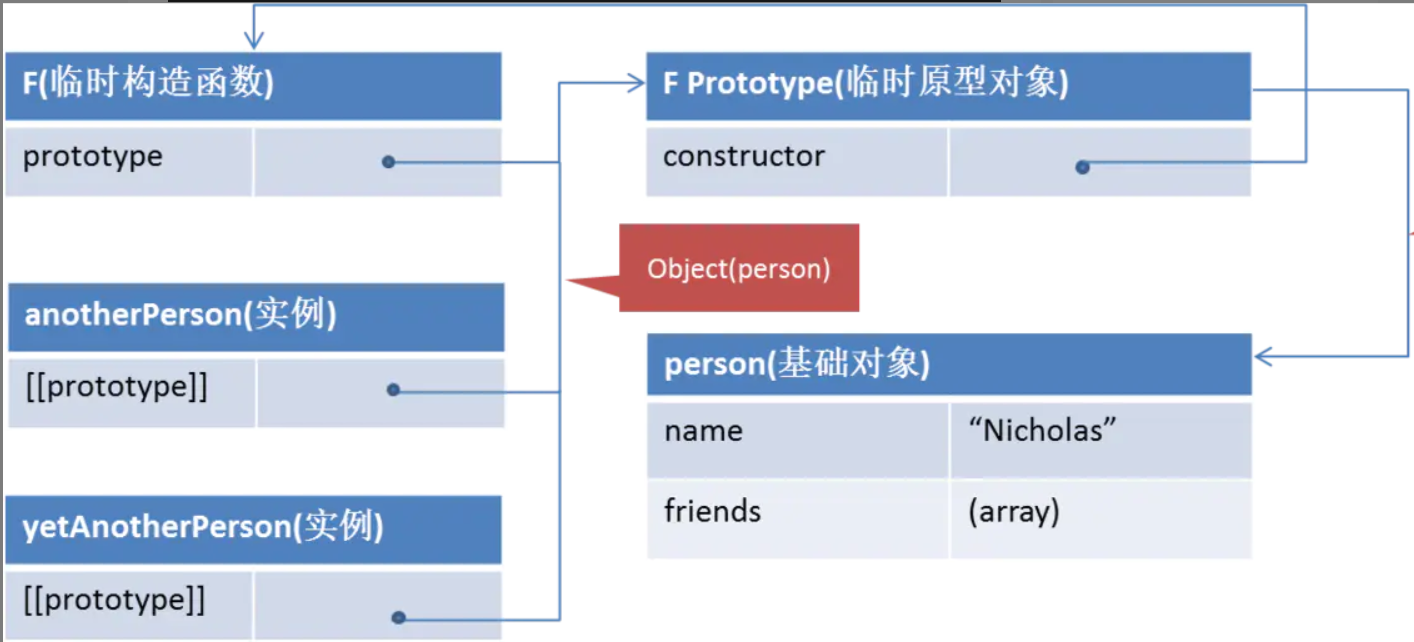 F(临时构造函数)
prototype
F Prototype(临时原型对象)
constructor
Object(person)
anotherPerson(实例)
[[prototype]]
person(基础对象)
name “Nicholas”
friends (array)
yetAnotherPerson(实例)
[[prototype]]